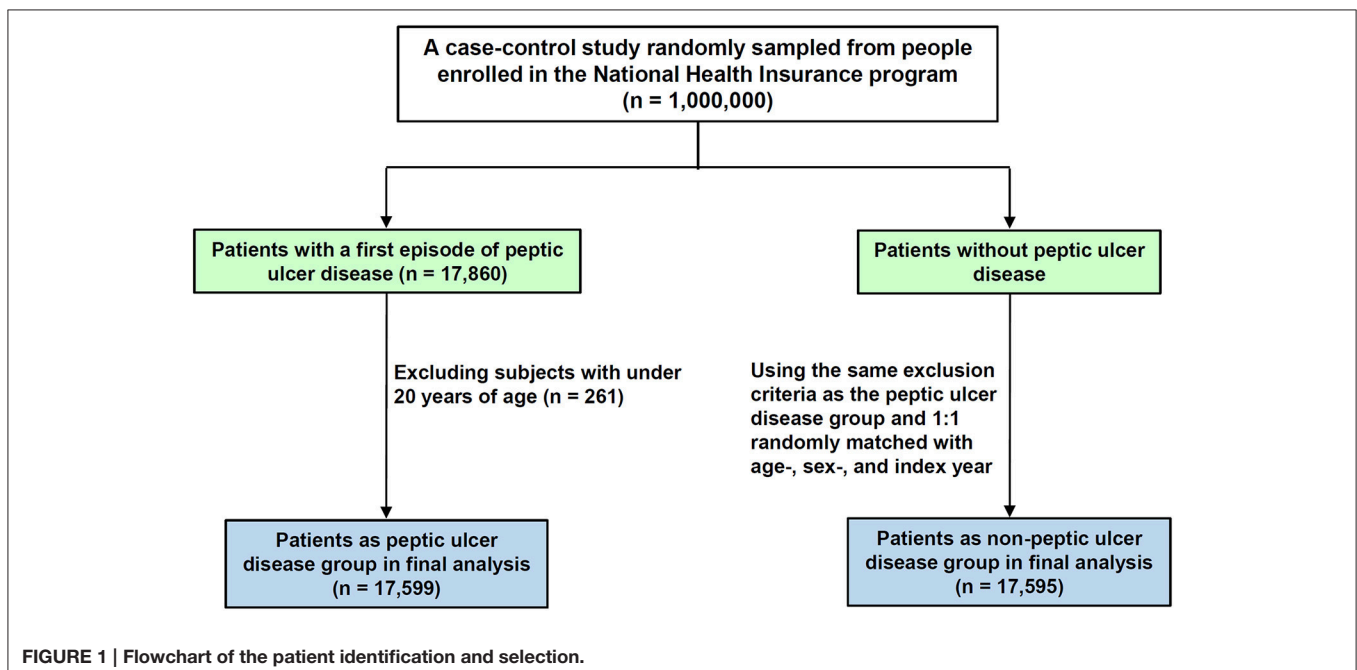 A case-control study randomly sampled from people
enrolled in the National Health Insurance program
(n = 1,000,000)
Patients with a first episode of peptic
ulcer disease (n = 17,860)
Patients without peptic ulcer
disease
Excluding subjects with under
20 years of age (n = 261)
Using the same exclusion
criteria as the peptic ulcer
disease group and 1:1
randomly matched with
age-, sex-, and index year
Patients as peptic ulcer
disease group in final analysis
(n = 17,599)
Patients as non-peptic ulcer
disease group in final analysis
(n = 17,595)
FIGURE 1 | Flowchart of the patient identification and selection.